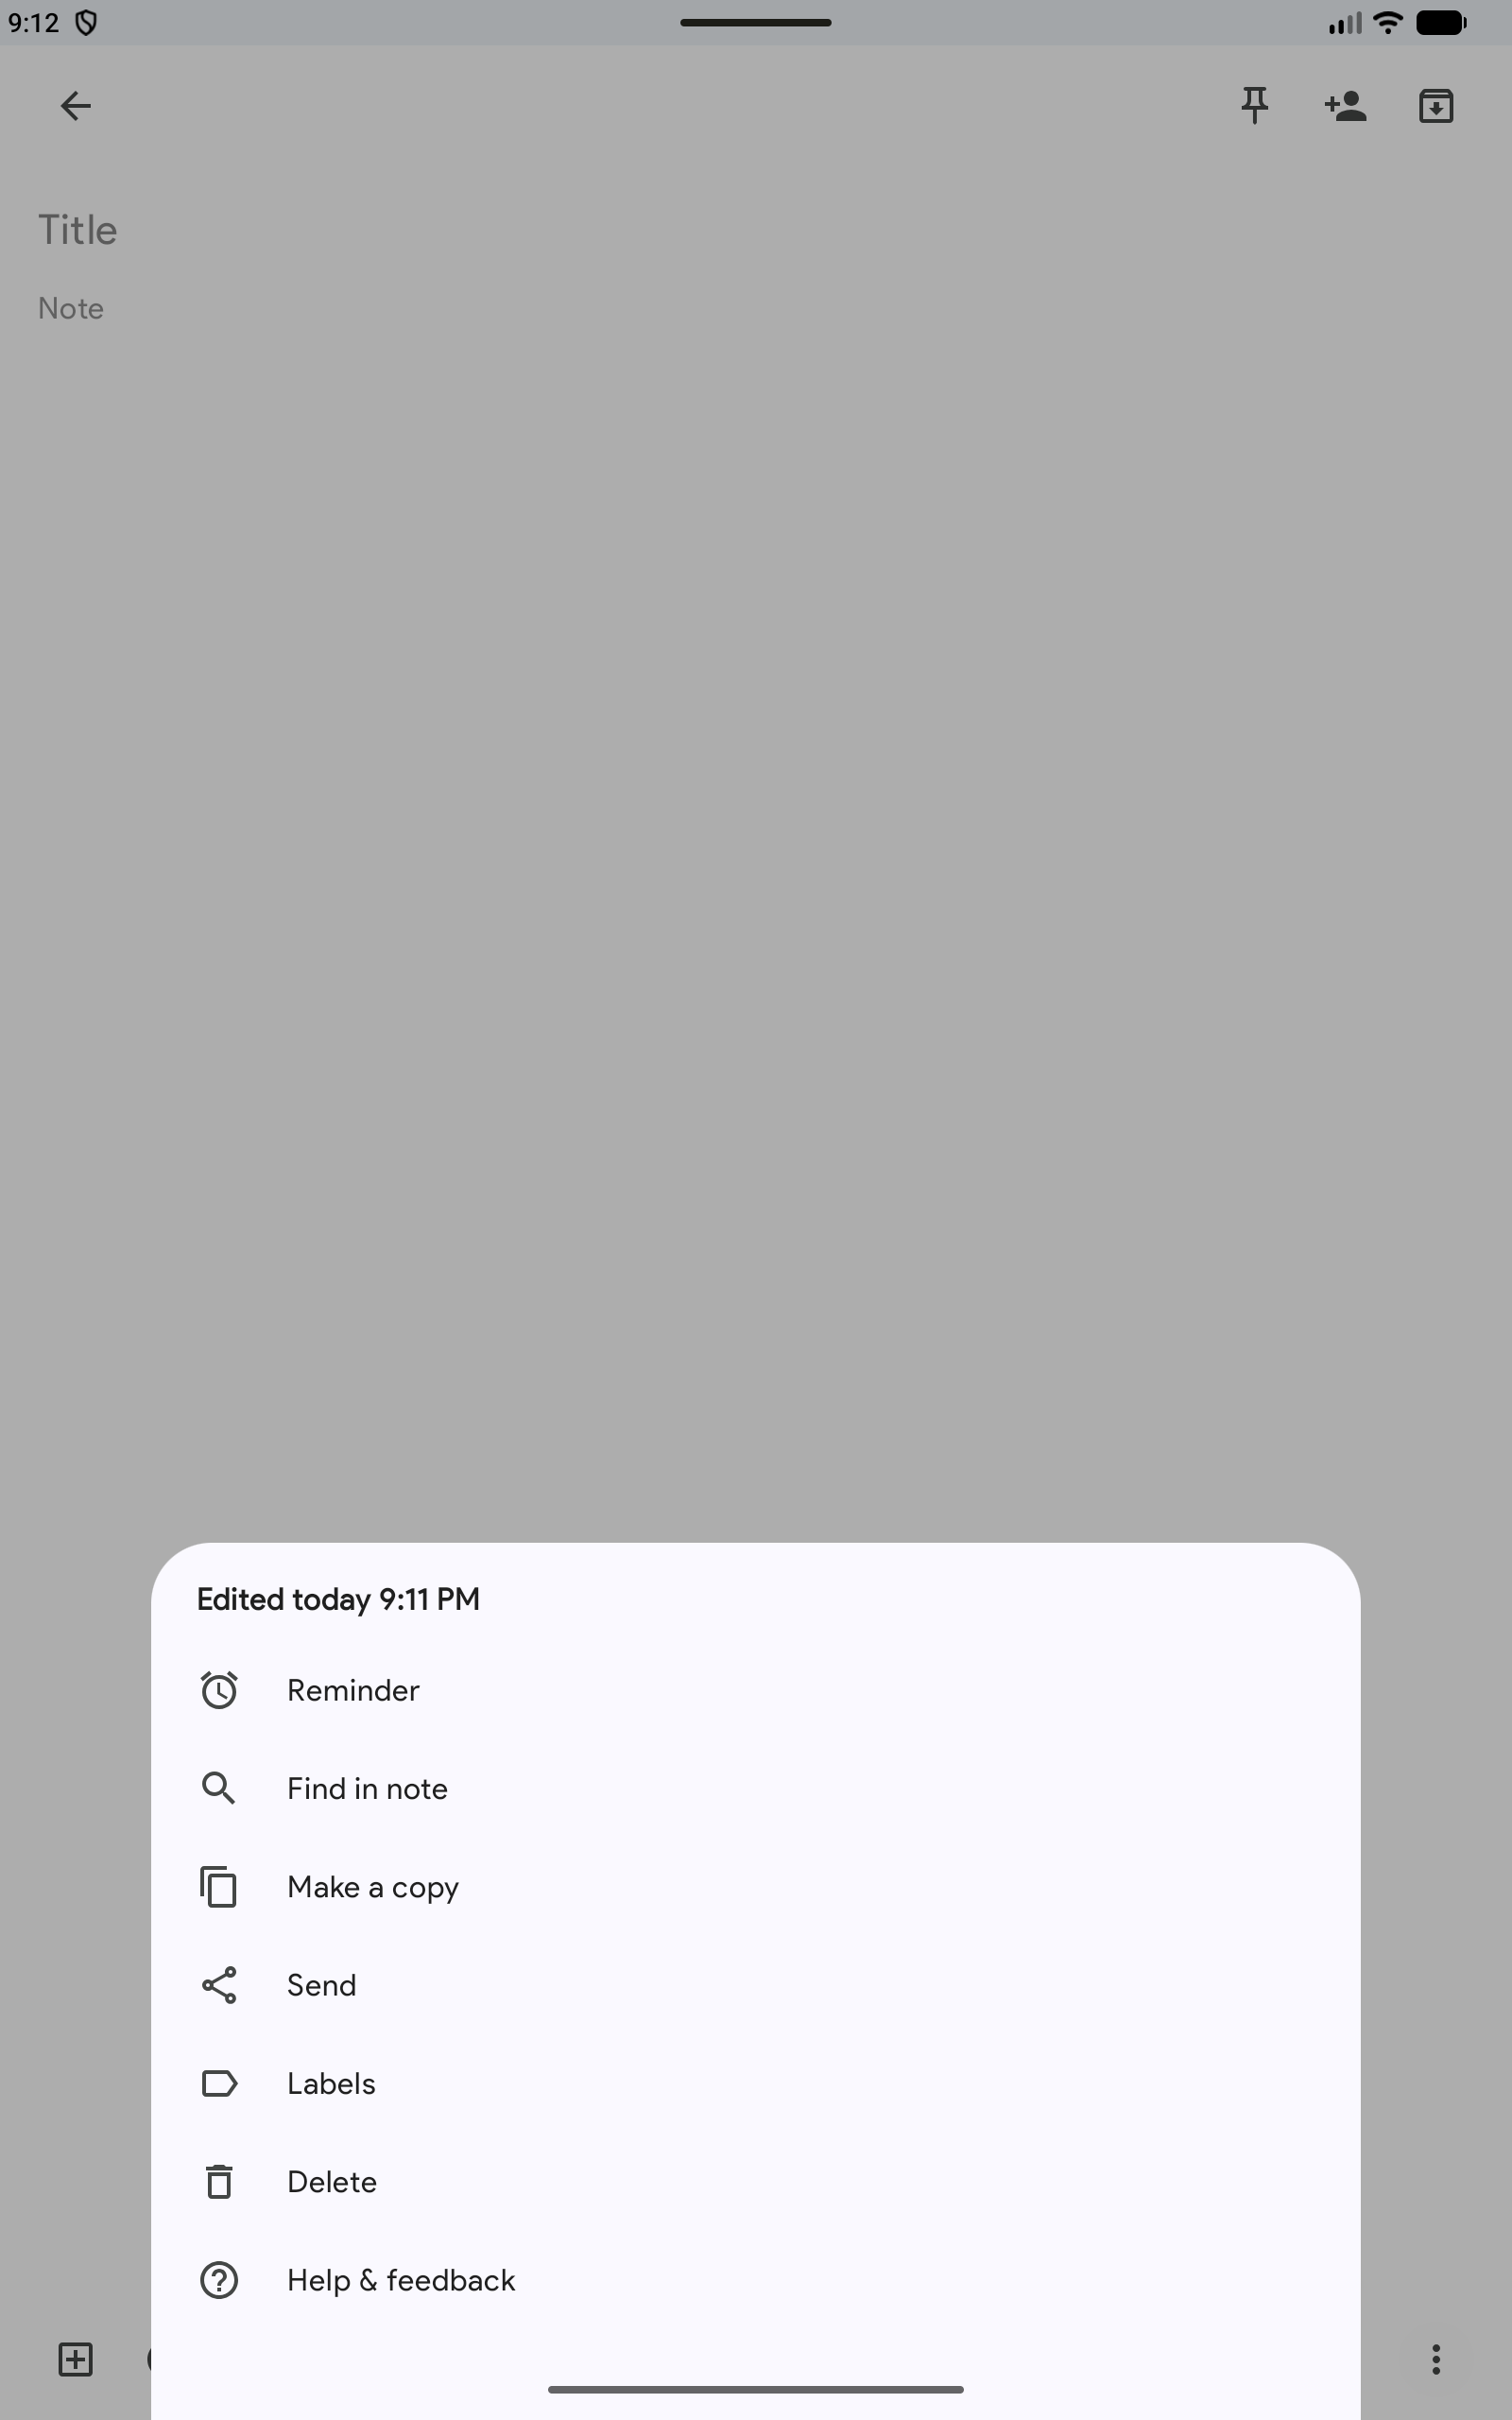 9:12
Title
Note
Edited today 9:11 PM
Reminder
Find in note
Make a copy
Send
Labels
Delete
Help & feedback